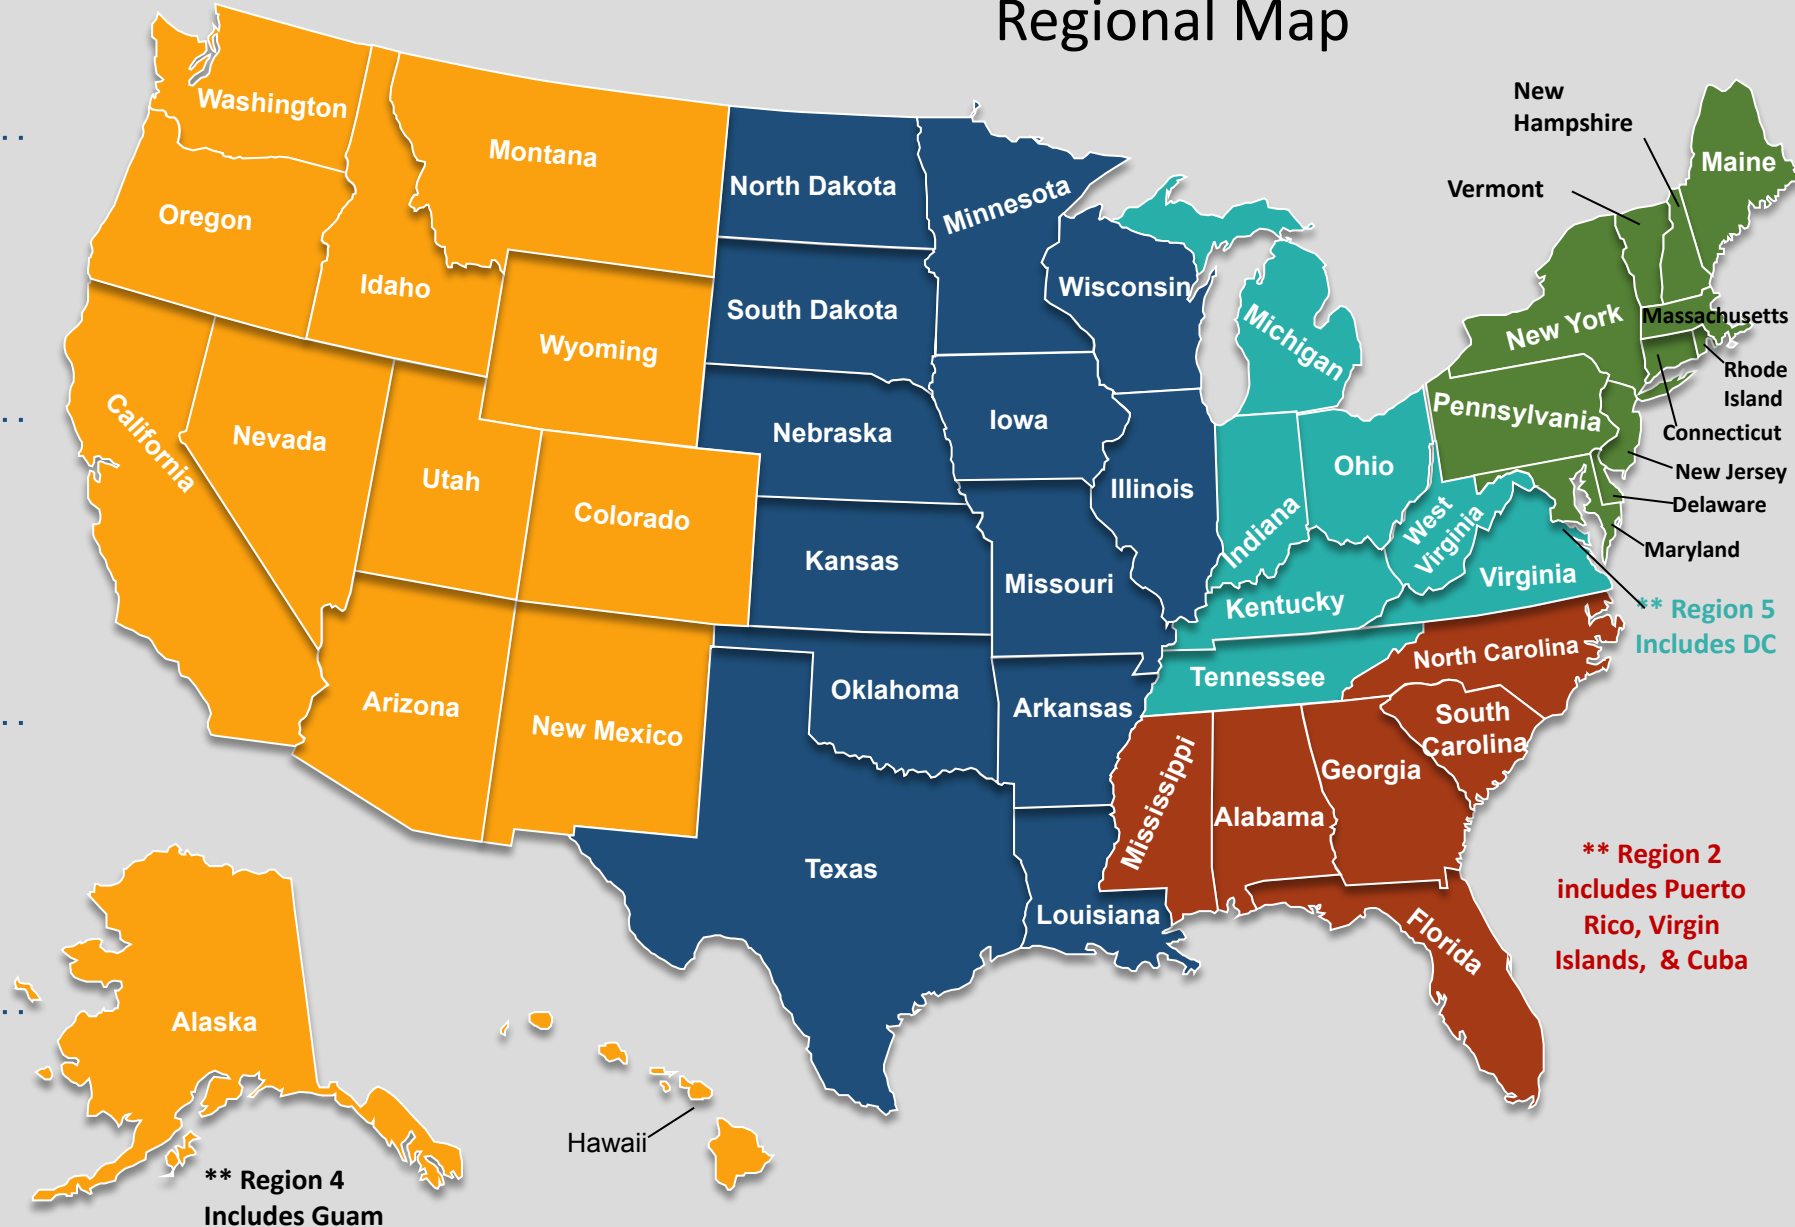 Regional Map
Washington
Montana
Oregon
Idaho
Wyoming
California
Nevada
Utah
Colorado
Arizona
New Mexico
North Dakota
South Dakota
Nebraska
Kansas
Oklahoma
Texas
Minnesota
Wisconsin
Iowa
Illinois
Missouri
Arkansas
Louisiana
Michigan
Indiana
Ohio
West
Virginia
Kentucky
Virginia
Tennessee
North Carolina
South
Carolina
Mississippi
Alabama
Georgia
Florida
New
Hampshire
Vermont
Maine
New York
Massachusetts
Rhode
Island
Pennsylvania
Connecticut
New Jersey
Delaware
Maryland
** Region 5
Includes DC
** Region 2
includes Puerto
Rico, Virgin
Islands, & Cuba
Alaska
Hawaii
** Region 4
Includes Guam